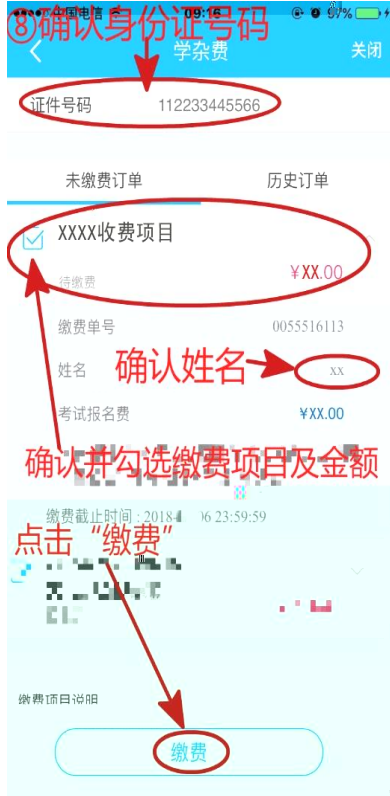 ⑧确认身份证号码
中国电信 09:16 97%
学杂费 关闭
证件号码 112233445566
未缴费订单 历史订单
XXXX收费项目
待缴费 ¥XX.00
缴费单号 0055516113
姓名 确认姓名 xx
考试报名费 ¥XX.00
确认并勾选缴费项目及金额
缴费截止时间 : 2018- 06 23:59:59
点击“缴费”
缴费项目说明
缴费